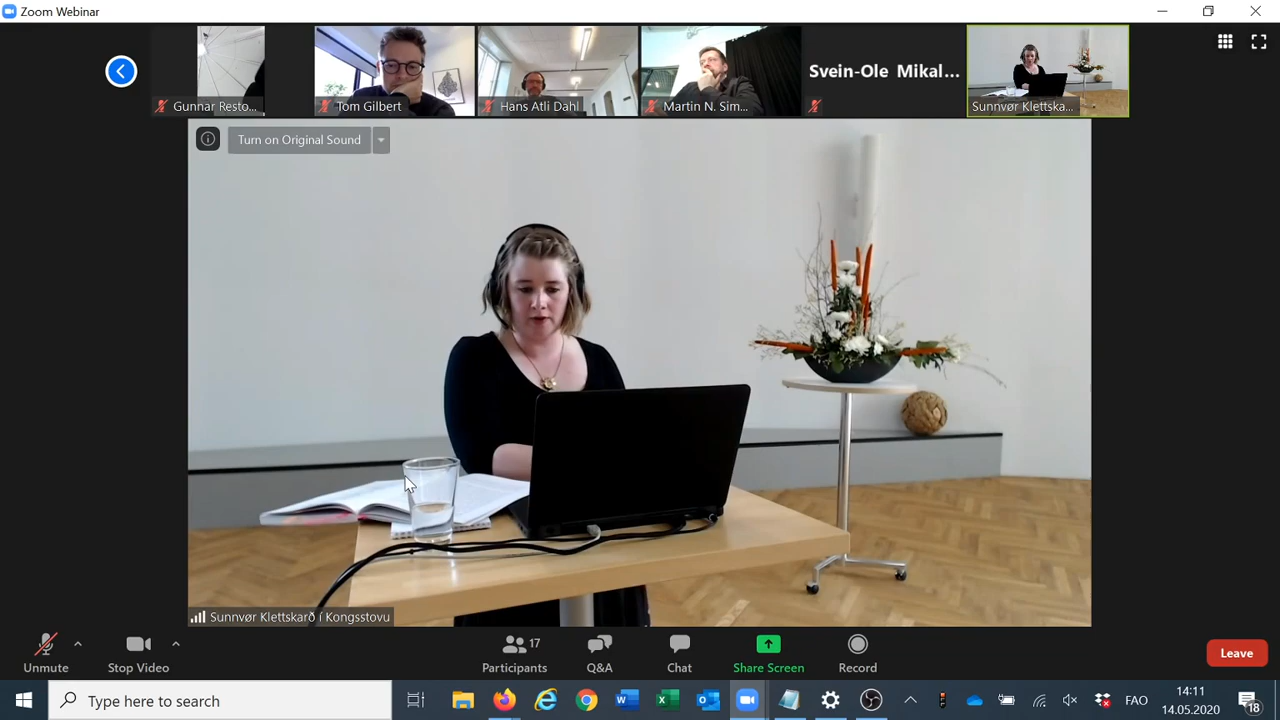 Zoom Webinar
Gunnar Resto...
Tom Gilbert
Hans Atli Dahl
Martin N. Sim...
Svein-Ole Mikal...
Sunnvør Klettska...
Turn on Original Sound
Sunnvør Klettskarð í Kongsstovu
Unmute
Stop Video
17
Participants
Q&A
Chat
Share Screen
Record
Leave
Type here to search
FAO
14:11
14.05.2020
18